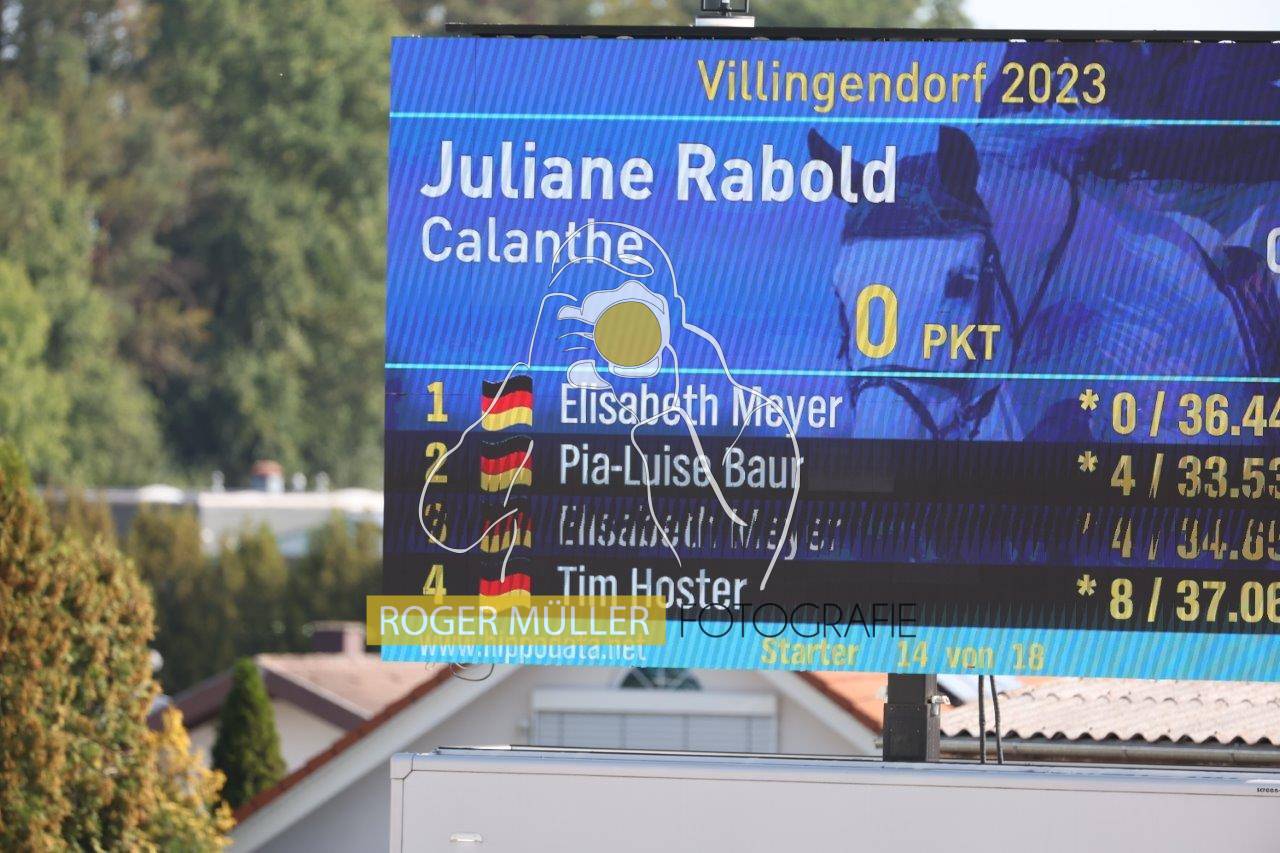 Villingendorf 2023
Juliane Rabold
Calanthe
0 PKT
1 Elisabeth Meyer * 0 / 36.44
2 Pia-Luise Baur * 4 / 33.53
3 Elisabeth Meyer * 4 / 34.65
4 Tim Hoster * 8 / 37.06
ROGER MÜLLER FOTOGRAFIE
www.hippodata.net Starter 14 von 18